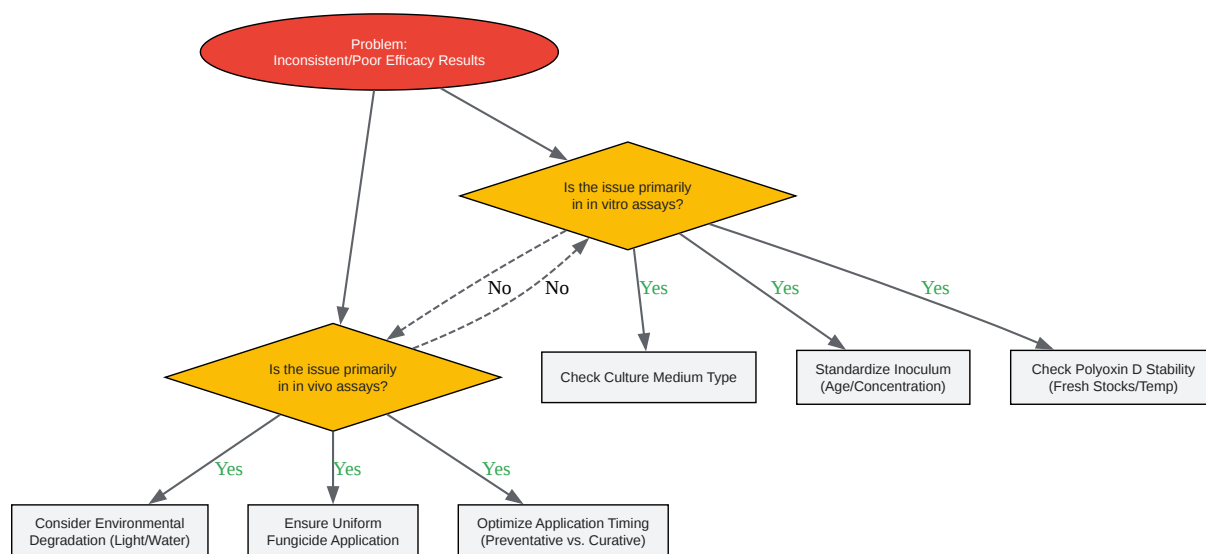 Problem:
Inconsistent/Poor Efficacy Results
Is the issue primarily
in in vitro assays?
No
No
Yes
Yes
Yes
Is the issue primarily
in in vivo assays?
Check Culture Medium Type
Standardize Inoculum
(Age/Concentration)
Check Polyoxin D Stability
(Fresh Stocks/Temp)
Yes
Yes
Yes
Consider Environmental
Degradation (Light/Water)
Ensure Uniform
Fungicide Application
Optimize Application Timing
(Preventative vs. Curative)